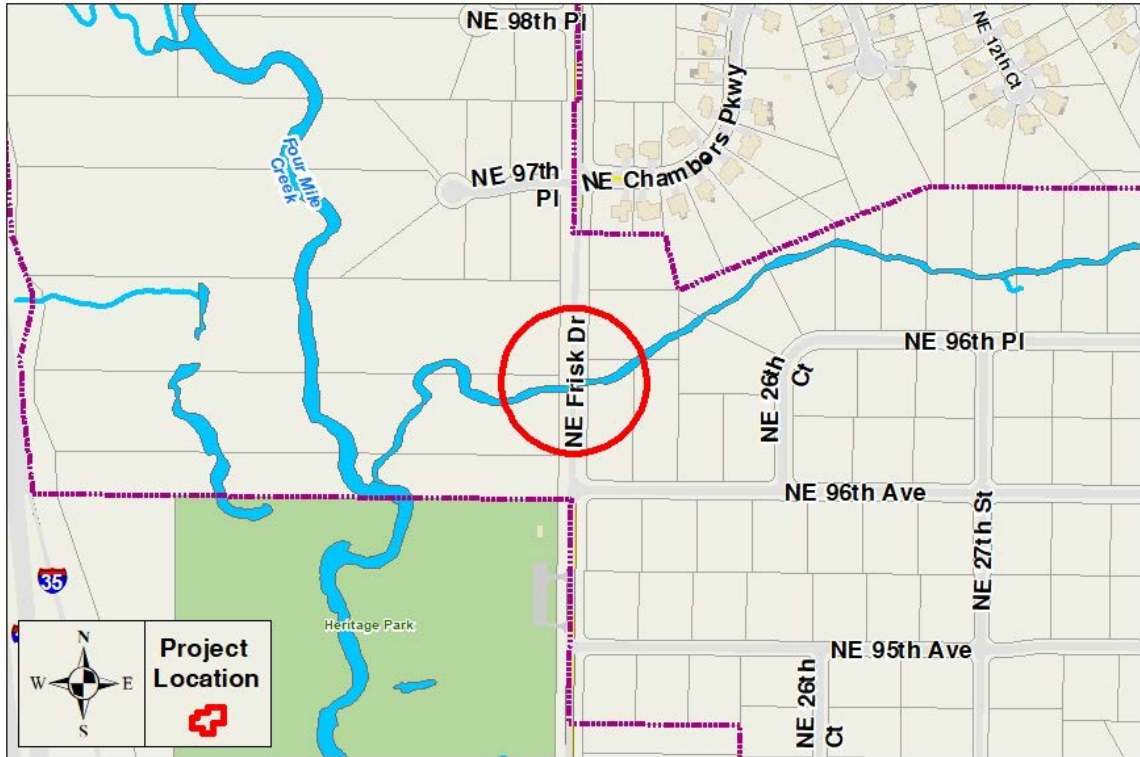 NE 98th Pl
NE 12th Ct
Four Mile
Creek
NE 97th
Pl
NE Chambers Pkwy
NE Frisk Dr
NE 96th Pl
NE 26th
Ct
NE 96th Ave
NE 27th St
35
Heritage Park
NE 95th Ave
NE 26th
Ct
N
W
E
S
Project
Location